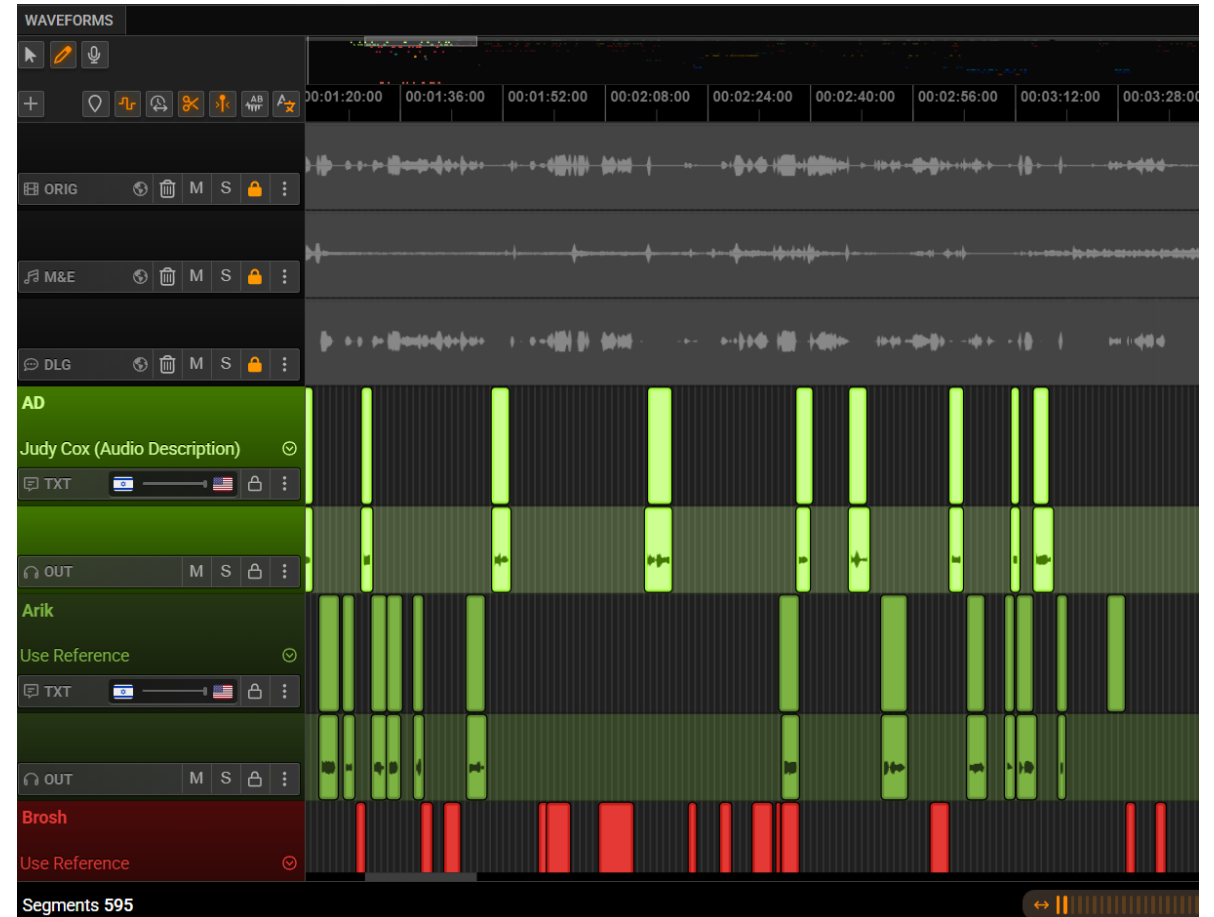 WAVEFORMS
00:01:20:00 00:01:36:00 00:01:52:00 00:02:08:00 00:02:24:00 00:02:40:00 00:02:56:00 00:03:12:00 00:03:28:00
AB
A
ORIG M S
M&E M S
DLG M S
AD
Judy Cox (Audio Description)
TXT
OUT M S
Arik
Use Reference
TXT
OUT M S
Brosh
Use Reference
Segments 595